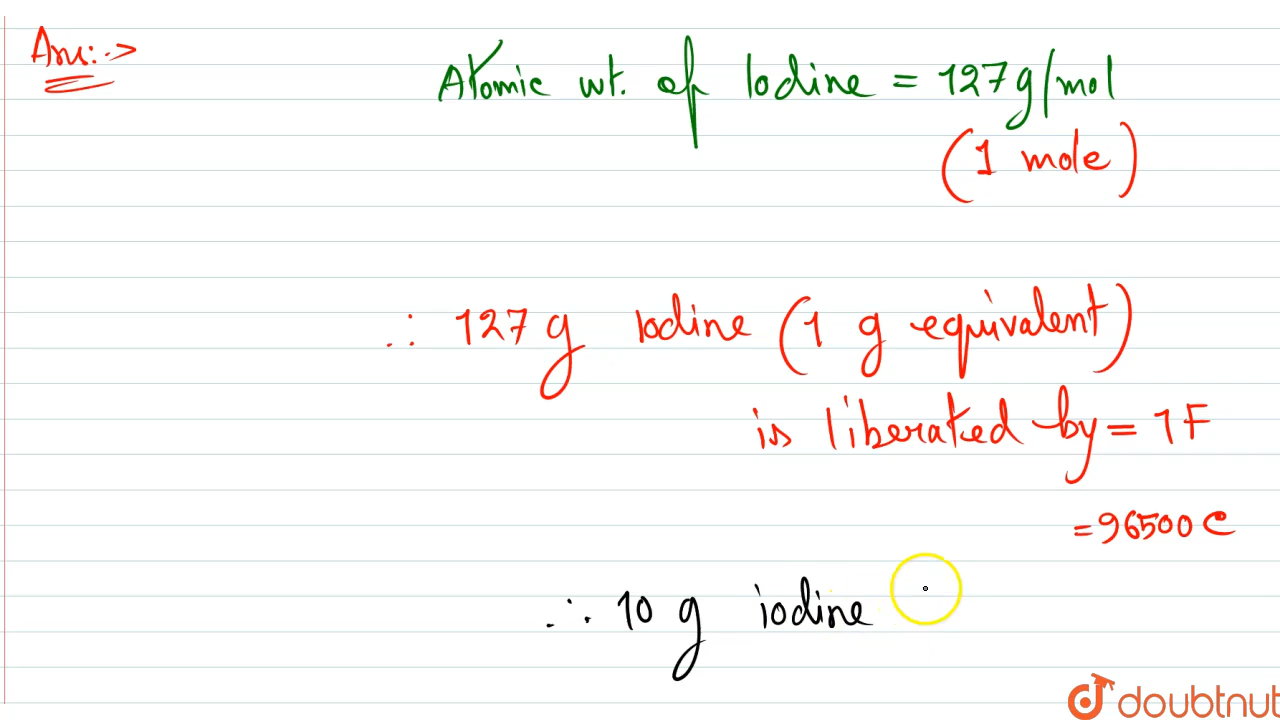 Ans:->
Atomic wt. of Iodine = 127 g/mol
(1 mole)
∴ 127 g Iodine (1 g equivalent)
is liberated by = 1F
= 96500 C
∴ 10 g iodine
doubtnut